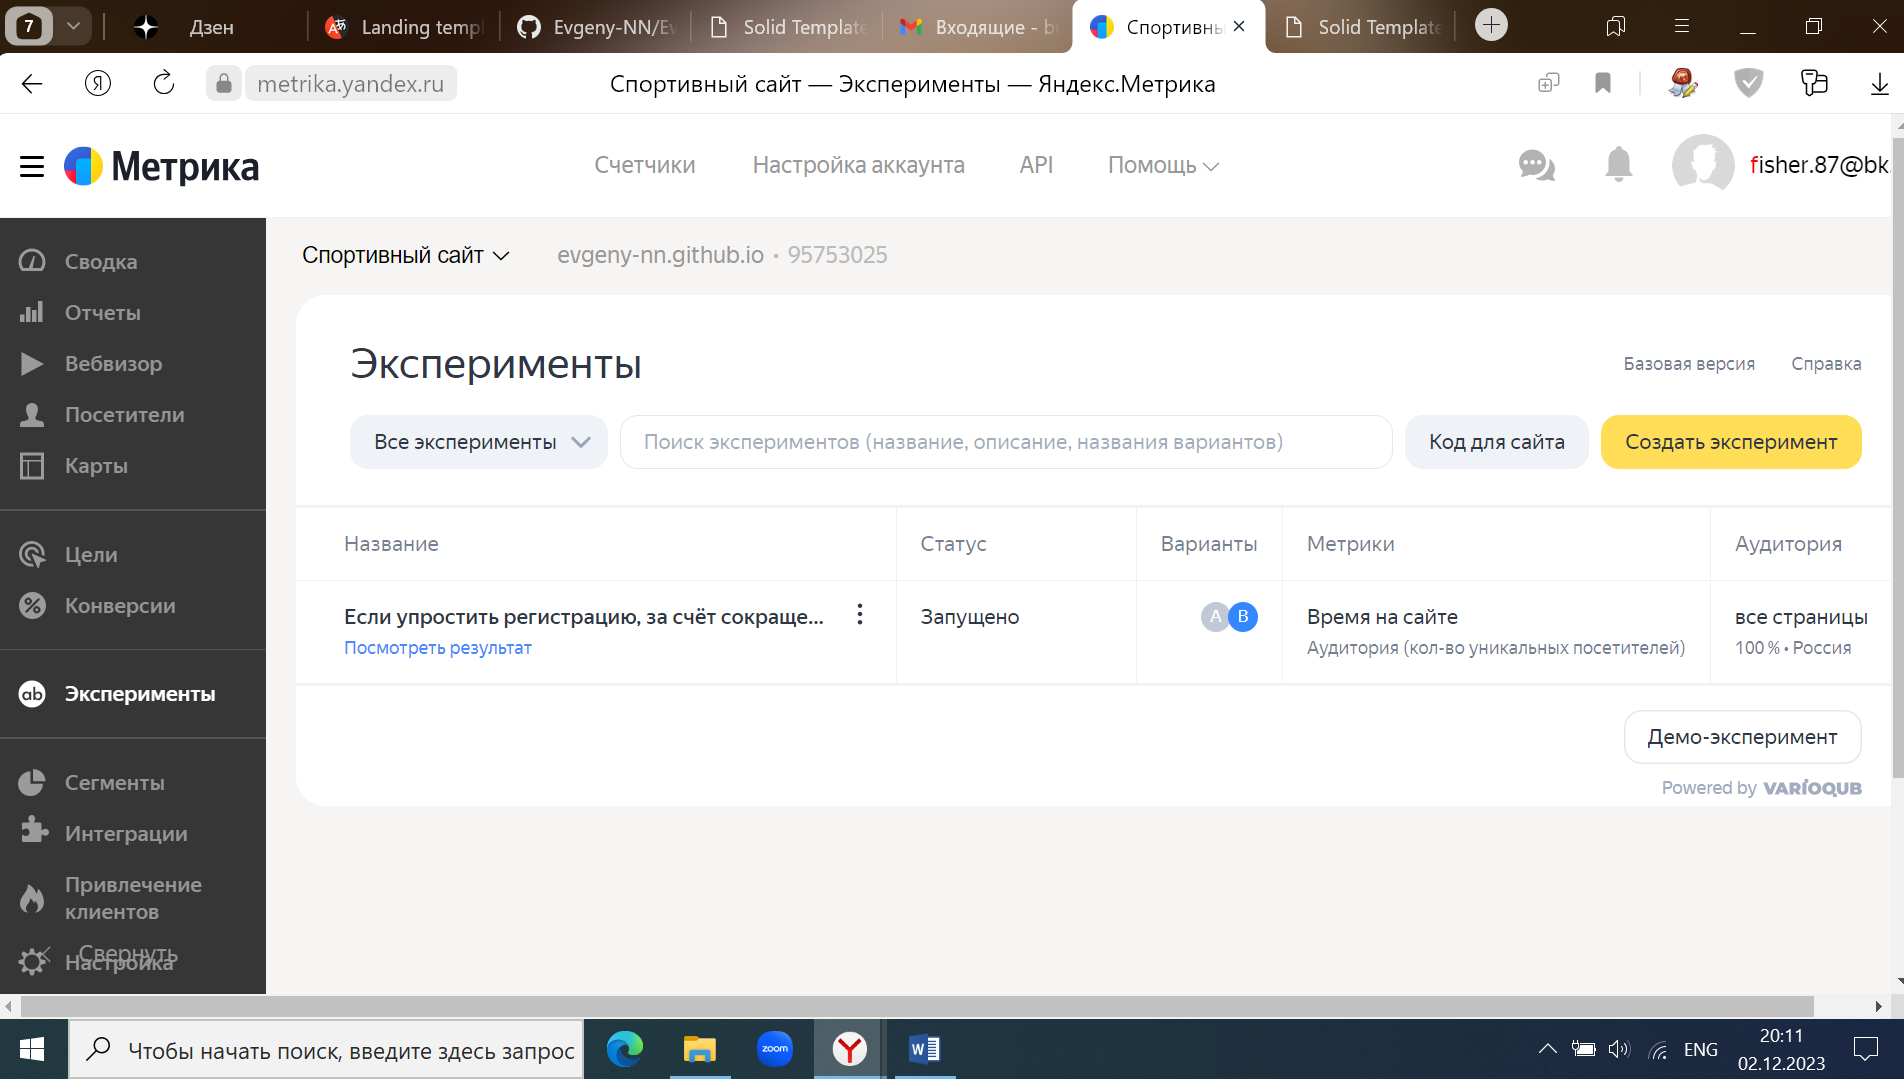 7
Дзен
Landing templ
Evgeny-NN/Ev
Solid Template
Входящие - bo
Спортивнь
Solid Template
metrika.yandex.ru
Спортивный сайт — Эксперименты — Яндекс.Метрика
Метрика
Счетчики
Настройка аккаунта
API
Помощь
fisher.87@bk.
Сводка
Отчеты
Вебвизор
Посетители
Карты
Цели
Конверсии
ab
Эксперименты
Сегменты
Интеграции
Привлечение
клиентов
Свернуть
Настройка
Спортивный сайт
evgeny-nn.github.io • 95753025
Эксперименты
Базовая версия
Справка
Все эксперименты
Поиск экспериментов (название, описание, названия вариантов)
Код для сайта
Создать эксперимент
Название
Статус
Варианты
Метрики
Аудитория
Если упростить регистрацию, за счёт сокраще...
Посмотреть результат
Запущено
A B
Время на сайте
Аудитория (кол-во уникальных посетителей)
все страницы
100 % • Россия
Демо-эксперимент
Powered by VARIOQUB
Чтобы начать поиск, введите здесь запрос
zoom
ENG
20:11
02.12.2023